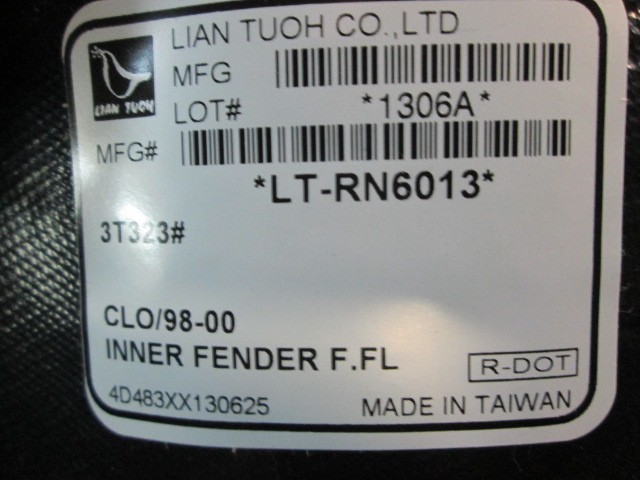 LIAN TUOH CO.,LTD
LIAN TUOH
MFG
LOT# *1306A*
MFG#
*LT-RN6013*
3T323#
CLO/98-00
INNER FENDER F.FL
R-DOT
4D483XX130625 MADE IN TAIWAN